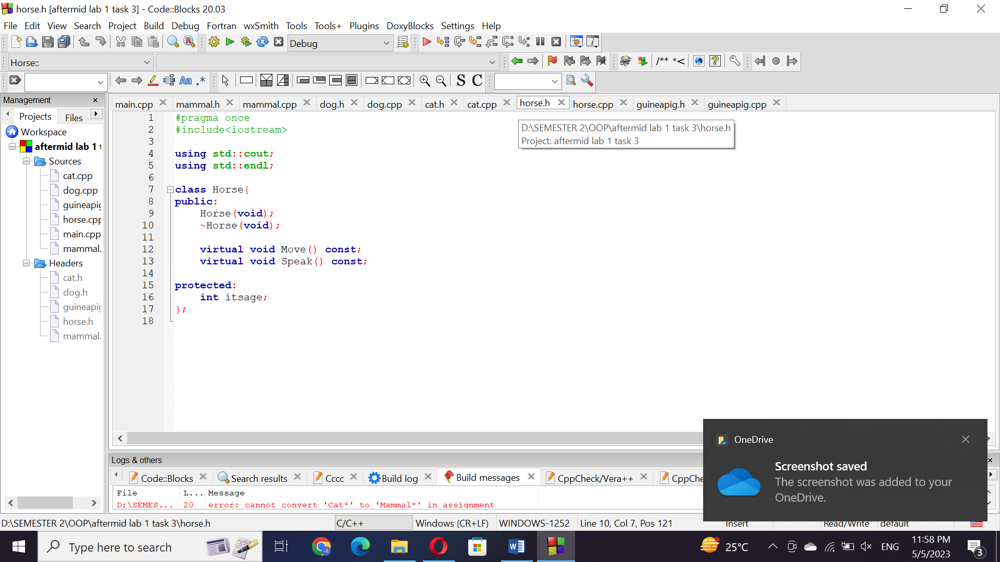 horse.h [aftermid lab 1 task 3] - Code::Blocks 20.03
File Edit View Search Project Build Debug Fortran wxSmith Tools Tools+ Plugins DoxyBlocks Settings Help
Debug
Horse::
/** *<
Aa .*
S C
Management
Projects Files
main.cpp mammal.h mammal.cpp dog.h dog.cpp cat.h cat.cpp horse.h horse.cpp guineapig.h guineapig.cpp
D:\SEMESTER 2\OOP\aftermid lab 1 task 3\horse.h
Project: aftermid lab 1 task 3
Workspace
aftermid lab 1 t
Sources
cat.cpp
dog.cpp
guineapig
horse.cpp
main.cpp
mammal.
Headers
cat.h
dog.h
guineapig
horse.h
mammal.
1 #pragma once
2 #include<iostream>
3
4 using std::cout;
5 using std::endl;
6
7 class Horse{
8 public:
9 Horse(void);
10 ~Horse(void);
11
12 virtual void Move() const;
13 virtual void Speak() const;
14
15 protected:
16 int itsage;
17 };
18
Logs & others
Code::Blocks Search results Cccc Build log Build messages CppCheck/Vera++ CppChe
File L... Message
D:\SEMES... 20 error: cannot convert 'Cat*' to 'Mammal*' in assignment
OneDrive
Screenshot saved
The screenshot was added to your
OneDrive.
D:\SEMESTER 2\OOP\aftermid lab 1 task 3\horse.h C/C++ Windows (CR+LF) WINDOWS-1252 Line 10, Col 7, Pos 121 Insert Read/Write default
Type here to search
25°C ENG
11:58 PM
5/5/2023
3